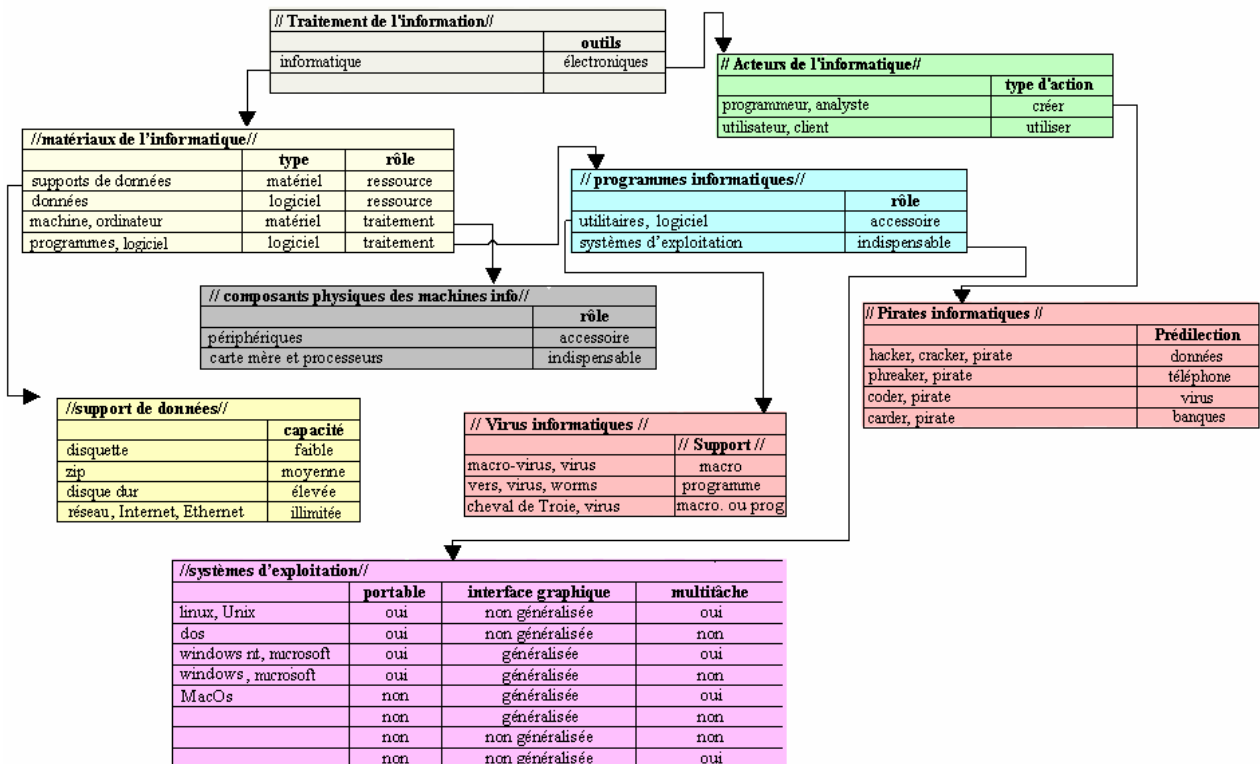 // Traitement de l'information//
outils
informatique électroniques
// Acteurs de l'informatique//
type d'action
programmeur, analyste créer
utilisateur, client utiliser
//matériaux de l'informatique//
type rôle
supports de données matériel ressource
données logiciel ressource
machine, ordinateur matériel traitement
programmes, logiciel logiciel traitement
// programmes informatiques//
rôle
utilitaires, logiciel accessoire
systèmes d'exploitation indispensable
// composants physiques des machines info//
rôle
périphériques accessoire
carte mère et processeurs indispensable
// Pirates informatiques //
Prédilection
hacker, cracker, pirate données
phreaker, pirate téléphone
coder, pirate virus
carder, pirate banques
//support de données//
capacité
disquette faible
zip moyenne
disque dur élevée
réseau, Internet, Ethernet illimitée
// Virus informatiques //
// Support //
macro-virus, virus macro
vers, virus, worms programme
cheval de Troie, virus macro. ou prog
//systèmes d'exploitation//
portable interface graphique multitâche
linux, Unix oui non généralisée oui
dos oui non généralisée non
windows nt, microsoft oui généralisée oui
windows, microsoft oui généralisée non
MacOs non généralisée oui
non généralisée non
non non généralisée non
non non généralisée oui